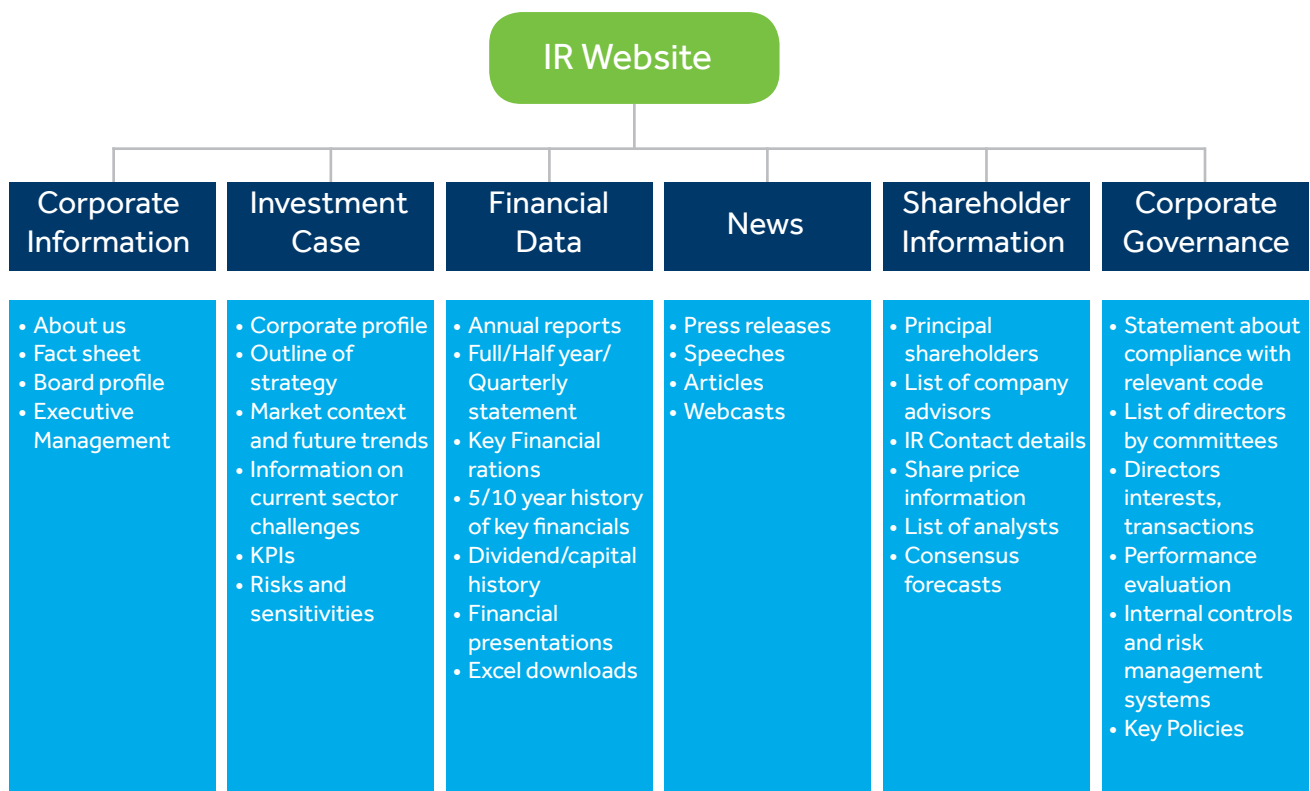 IR Website
Corporate
Information
Investment
Case
Financial
Data
News
Shareholder
Information
Corporate
Governance
• About us
• Fact sheet
• Board profile
• Executive
Management
• Corporate profile
• Outline of
strategy
• Market context
and future trends
• Information on
current sector
challenges
• KPIs
• Risks and
sensitivities
• Annual reports
• Full/Half year/
Quarterly
statement
• Key Financial
rations
• 5/10 year history
of key financials
• Dividend/capital
history
• Financial
presentations
• Excel downloads
• Press releases
• Speeches
• Articles
• Webcasts
• Principal
shareholders
• List of company
advisors
• IR Contact details
• Share price
information
• List of analysts
• Consensus
forecasts
• Statement about
compliance with
relevant code
• List of directors
by committees
• Directors
interests,
transactions
• Performance
evaluation
• Internal controls
and risk
management
systems
• Key Policies